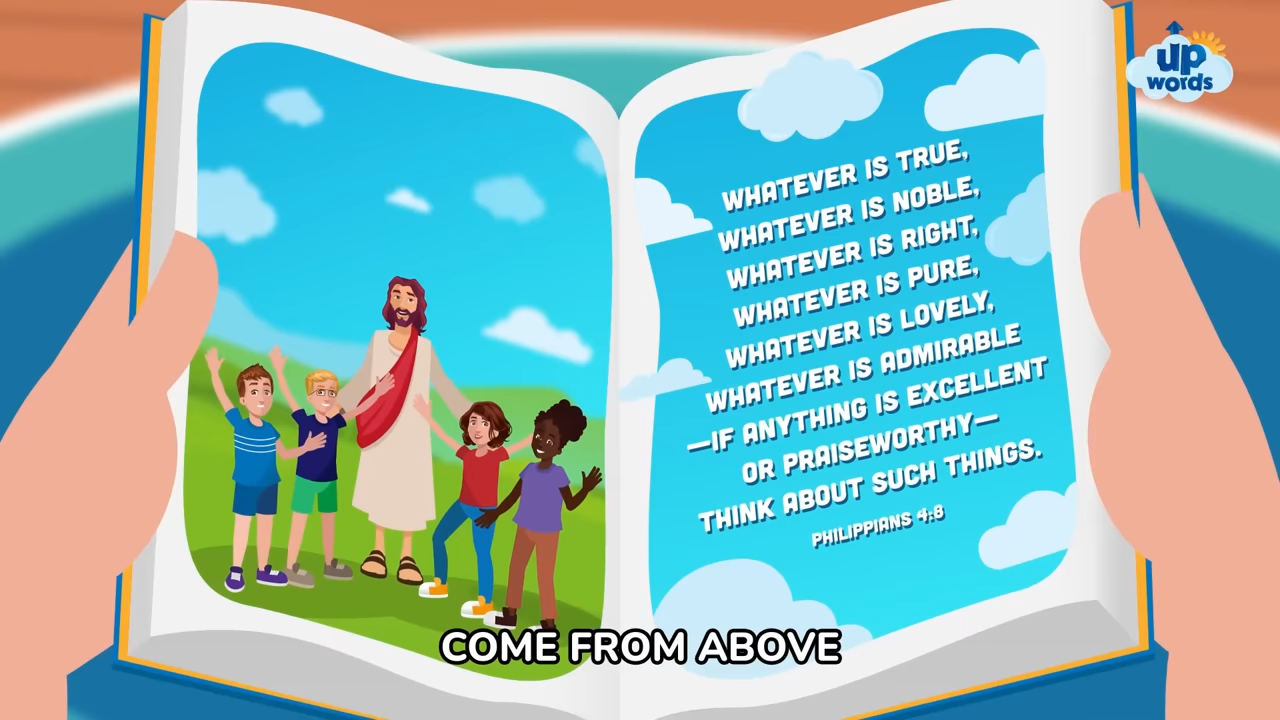 up
words
WHATEVER IS TRUE,
WHATEVER IS NOBLE,
WHATEVER IS RIGHT,
WHATEVER IS PURE,
WHATEVER IS LOVELY,
WHATEVER IS ADMIRABLE
—IF ANYTHING IS EXCELLENT
OR PRAISEWORTHY—
THINK ABOUT SUCH THINGS.
PHILIPPIANS 4:8
COME FROM ABOVE